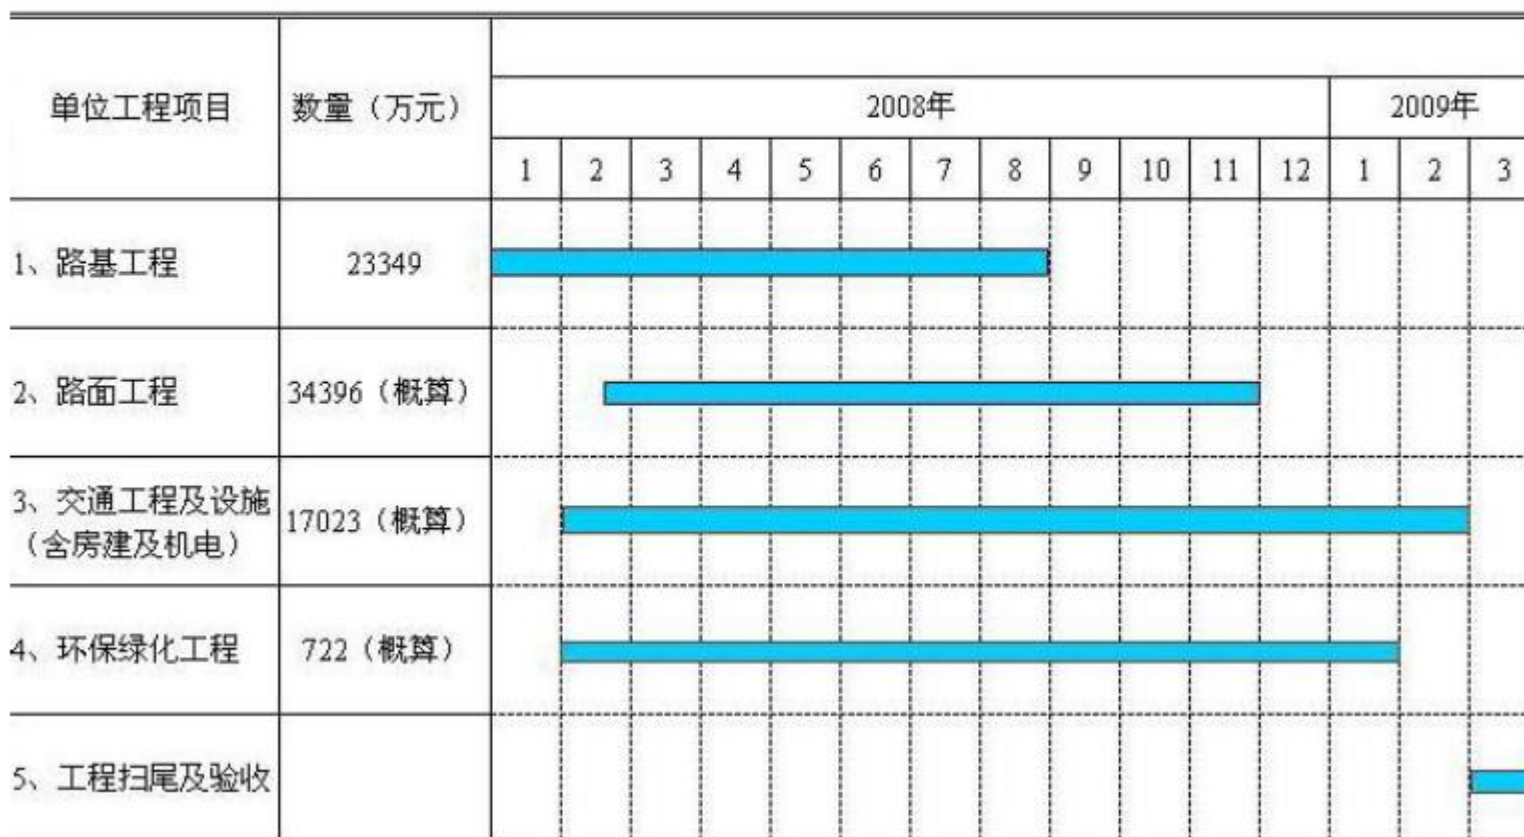 单位工程项目 数量（万元） 2008年 2009年
1 2 3 4 5 6 7 8 9 10 11 12 1 2 3
1、路基工程 23349
2、路面工程 34396（概算）
3、交通工程及设施
（含房建及机电） 17023（概算）
4、环保绿化工程 722（概算）
5、工程扫尾及验收